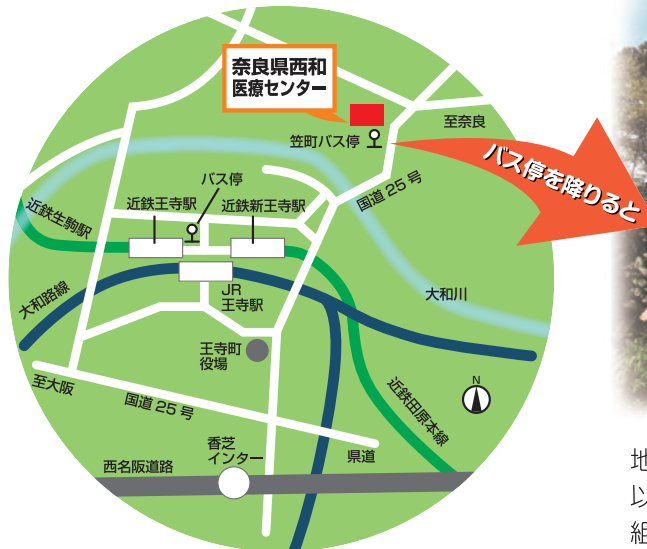 奈良県西和
医療センター
笠町バス停
至奈良
バス停を降りると
国道25号
バス停
近鉄王寺駅
近鉄新王寺駅
近鉄生駒駅
大和路線
JR
王寺駅
大和川
王寺町
役場
至大阪
国道25号
近鉄田原本線
N
香芝
インター
県道
西名阪道路
地
以
組